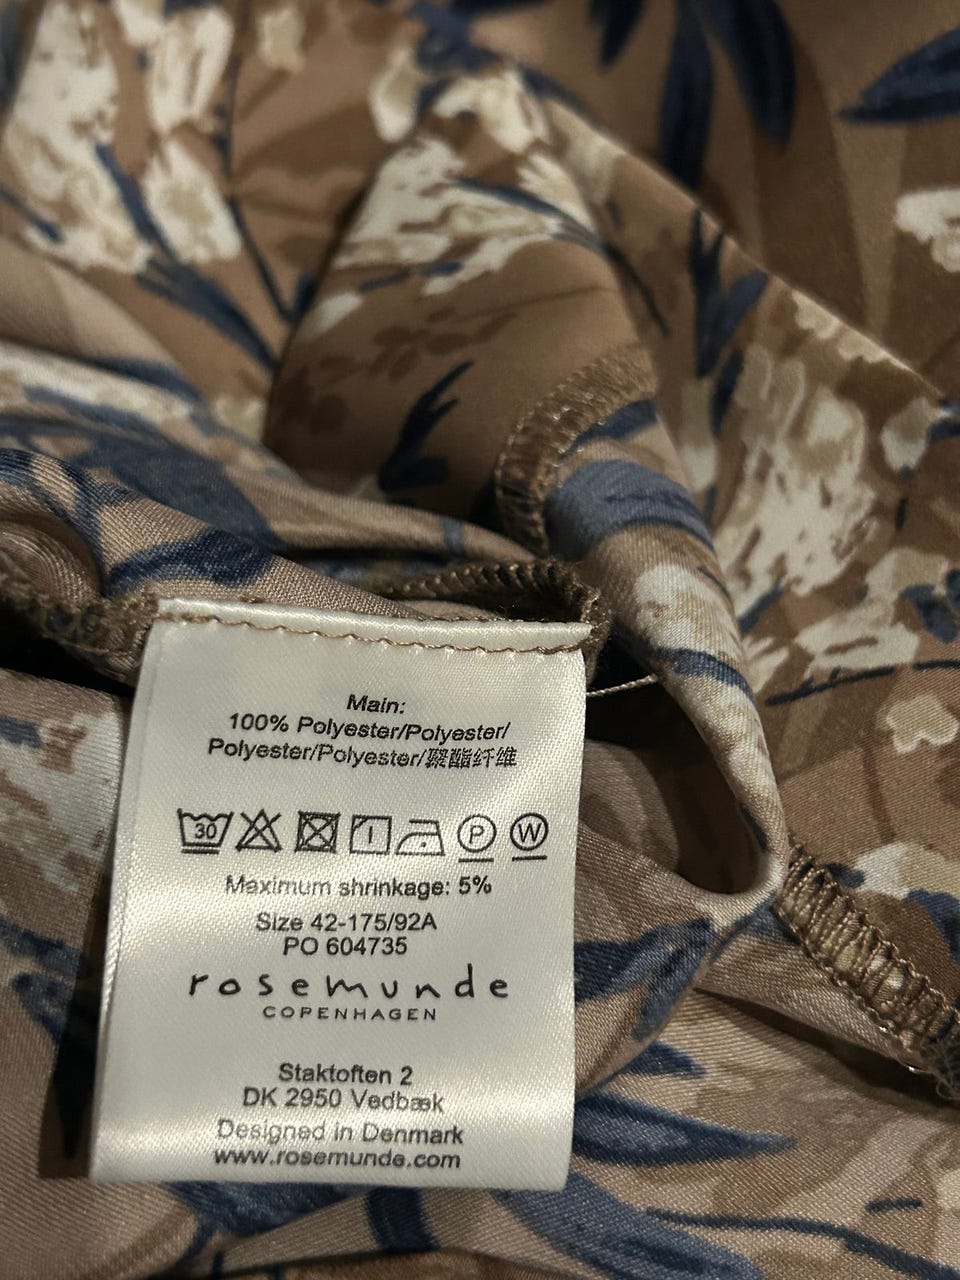 Main:
100% Polyester/Polyester/
Polyester/Polyester/聚酯纤维
30 P W
Maximum shrinkage: 5%
Size 42-175/92A
PO 604735
rosemunde
COPENHAGEN
Staktoften 2
DK 2950 Vedbæk
Designed in Denmark
www.rosemunde.com